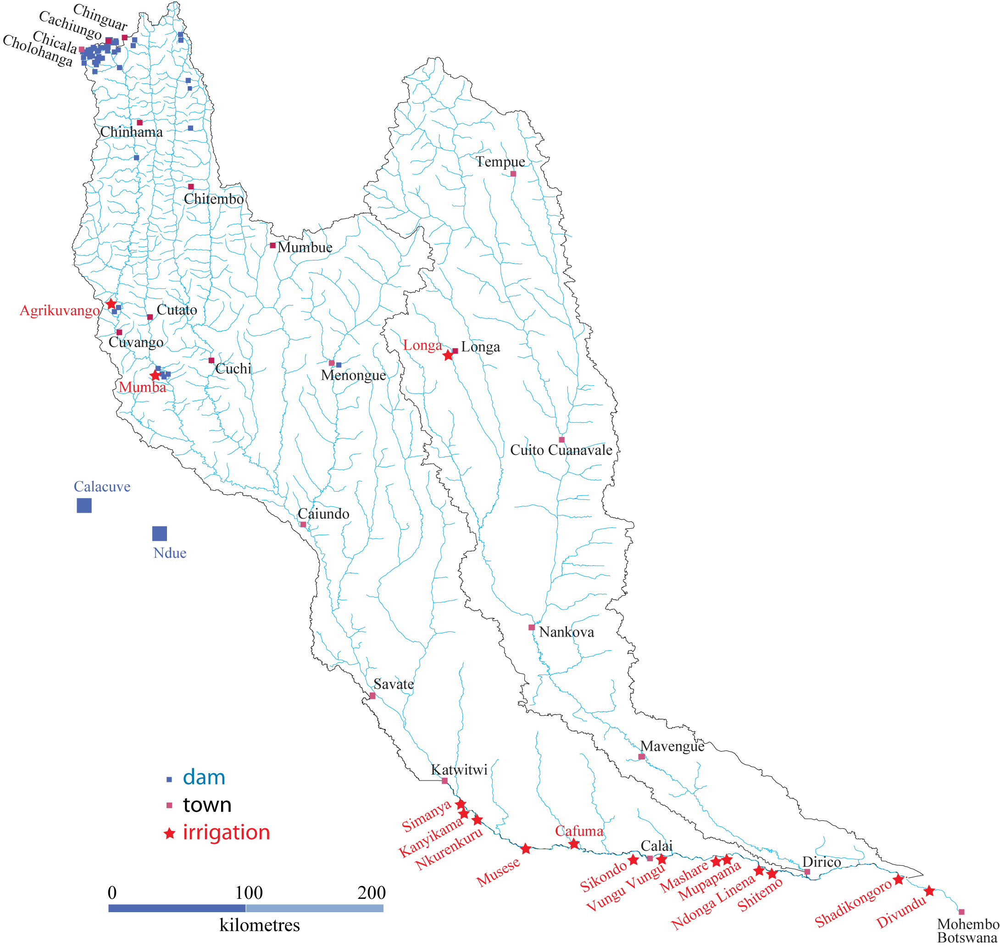 Chinguar
Cachiungo
Chicala
Cholohanga
Chinhama
Tempue
Chitembo
Mumbue
Agrikuvango
Cutato
Cuvango
Longa
Longa
Cuchi
Menongue
Mumba
Cuito Cuanavale
Calacuve
Caiundo
Ndue
Nankova
Savate
Mavengue
Katwitwi
dam
town
irrigation
Simanya
Kanyikama
Nkurenkuru
Musese
Cafuma
Calai
Sikondo
Vungu Vungu
Mashare
Mupapama
Ndonga Linena
Shitemo
Dirico
Shadikongoro
Divundu
Mohembo
Botswana
0 100 200
kilometres